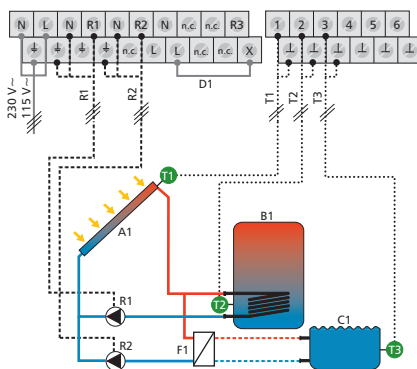 N L N R1 N R2 N n.c. n.c. R3
n.c. L L n.c. X
1 2 3 4 5 6
D1
230 V~
115 V~
R1
R2
T1
T2
T3
T1
A1
B1
T2
C1
R1
T3
R2
F1